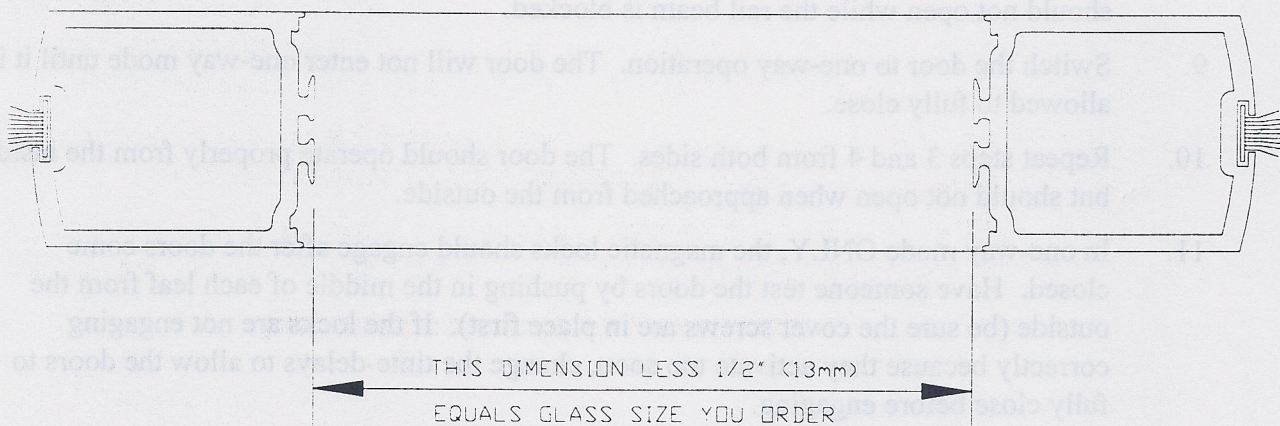 should not open while the beam is blocked.
9. Switch the door to one-way operation. The door will not enter one-way mode until it
allowed to fully close.
10. Repeat steps 3 and 4 from both sides. The door should operate properly from the
but should not open when approached from the outside.
11. In one-way mode ONLY, the magnetic locks should engage after the doors come
closed. Have someone test the doors by pushing in the middle of each leaf from the
outside (be sure the cover screws are in place first). If the locks are not engaging
THIS DIMENSION LESS 1/2" (13mm)
correctly because they too soon, change the time-delays to allow the doors to
EQUALS GLASS SIZE YOU ORDER
fully close before engaging.